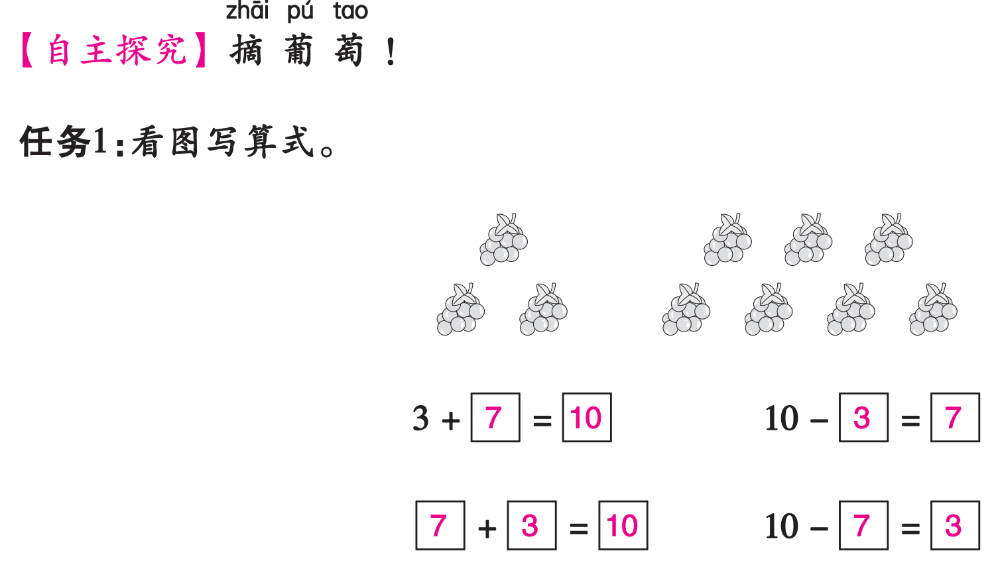 zhāi pú tao
【自主探究】摘葡萄！
任务1：看图写算式。
3 + 7 = 10 10 - 3 = 7
7 + 3 = 10 10 - 7 = 3